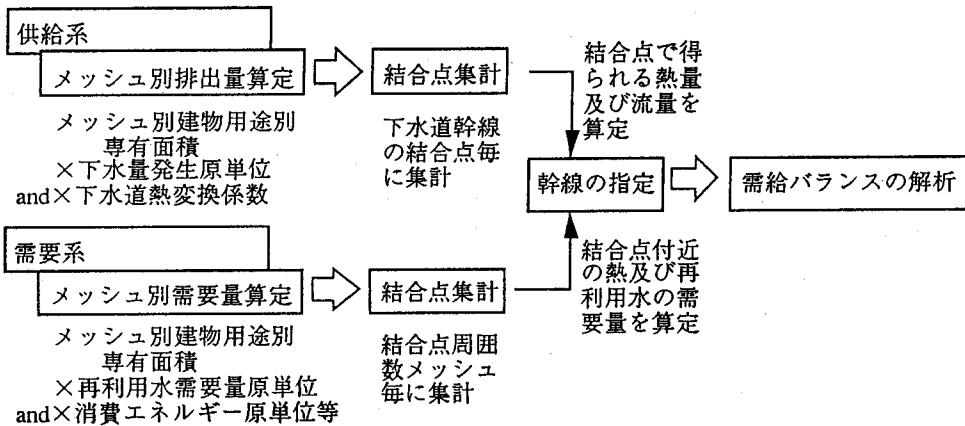 供給系
メッシュ別排出量算定
メッシュ別建物用途別
専有面積
×下水量発生原単位
and×下水道熱変換係数
結合点集計
下水道幹線
の結合点毎
に集計
結合点で得
られる熱量
及び流量を
算定
幹線の指定
需給バランスの解析
需要系
メッシュ別需要量算定
メッシュ別建物用途別
専有面積
×再利用水需要量原単位
and×消費エネルギー原単位等
結合点集計
結合点周囲
数メッシュ
毎に集計
結合点付近
の熱及び再
利用水の需
要量を算定